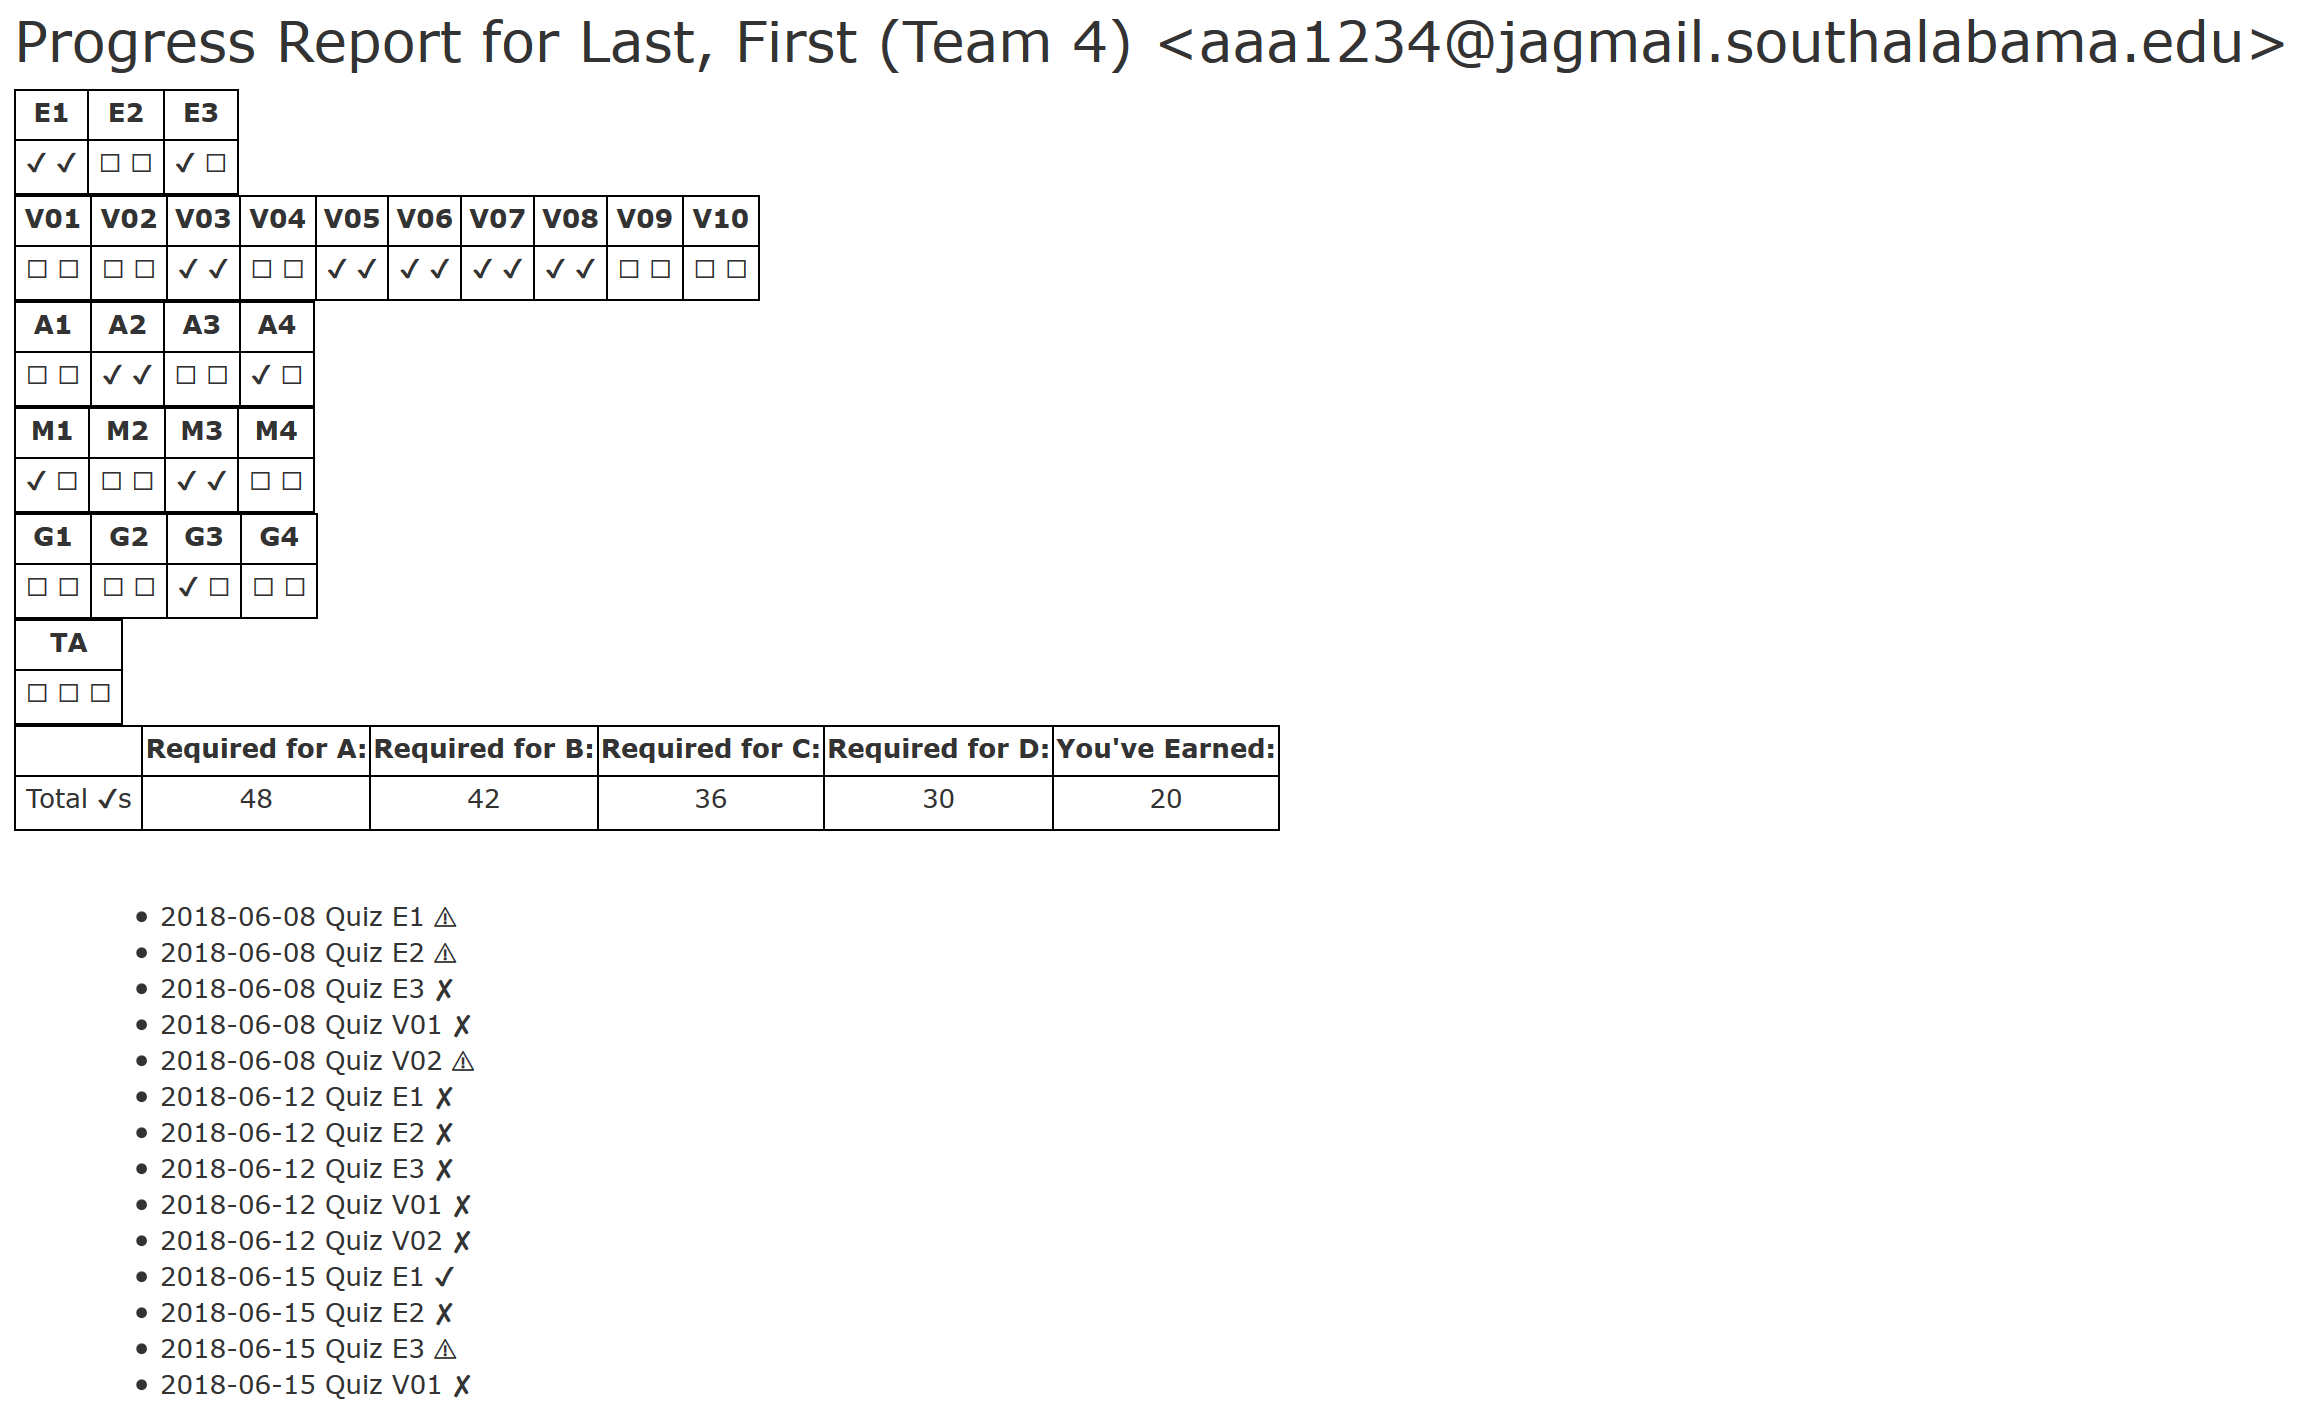 Progress Report for Last, First (Team 4) <aaa1234@jagmail.southalabama.edu>
E1 E2 E3
✓ ✓ ☐ ☐ ✓ ☐
V01 V02 V03 V04 V05 V06 V07 V08 V09 V10
☐ ☐ ☐ ☐ ✓ ✓ ☐ ☐ ✓ ✓ ✓ ✓ ✓ ✓ ✓ ✓ ☐ ☐ ☐ ☐
A1 A2 A3 A4
☐ ☐ ✓ ✓ ☐ ☐ ✓ ☐
M1 M2 M3 M4
✓ ☐ ☐ ☐ ✓ ✓ ☐ ☐
G1 G2 G3 G4
☐ ☐ ☐ ☐ ✓ ☐ ☐ ☐
TA
☐ ☐ ☐
Required for A: Required for B: Required for C: Required for D: You've Earned:
Total ✓s 48 42 36 30 20
• 2018-06-08 Quiz E1 ⚠
• 2018-06-08 Quiz E2 ⚠
• 2018-06-08 Quiz E3 ✗
• 2018-06-08 Quiz V01 ✗
• 2018-06-08 Quiz V02 ⚠
• 2018-06-12 Quiz E1 ✗
• 2018-06-12 Quiz E2 ✗
• 2018-06-12 Quiz E3 ✗
• 2018-06-12 Quiz V01 ✗
• 2018-06-12 Quiz V02 ✗
• 2018-06-15 Quiz E1 ✓
• 2018-06-15 Quiz E2 ✗
• 2018-06-15 Quiz E3 ⚠
• 2018-06-15 Quiz V01 ✗